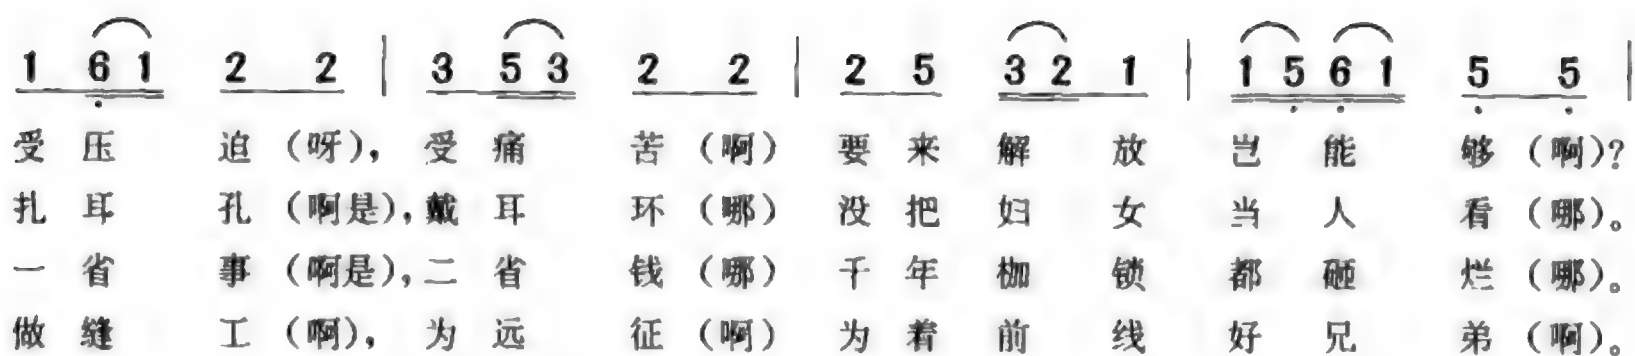 1 6 1 2 2 | 3 5 3 2 2 | 2 5 3 2 1 | 1 5 6 1 5 5 |
受压迫（呀），受痛苦（啊）要来解放岂能够（啊）？
扎耳孔（啊是），戴耳环（哪）没把妇女当人看（哪）。
一省事（啊是），二省钱（哪）千年枷锁都砸烂（哪）。
做缝工（啊），为远征（啊）为着前线好兄弟（啊）。